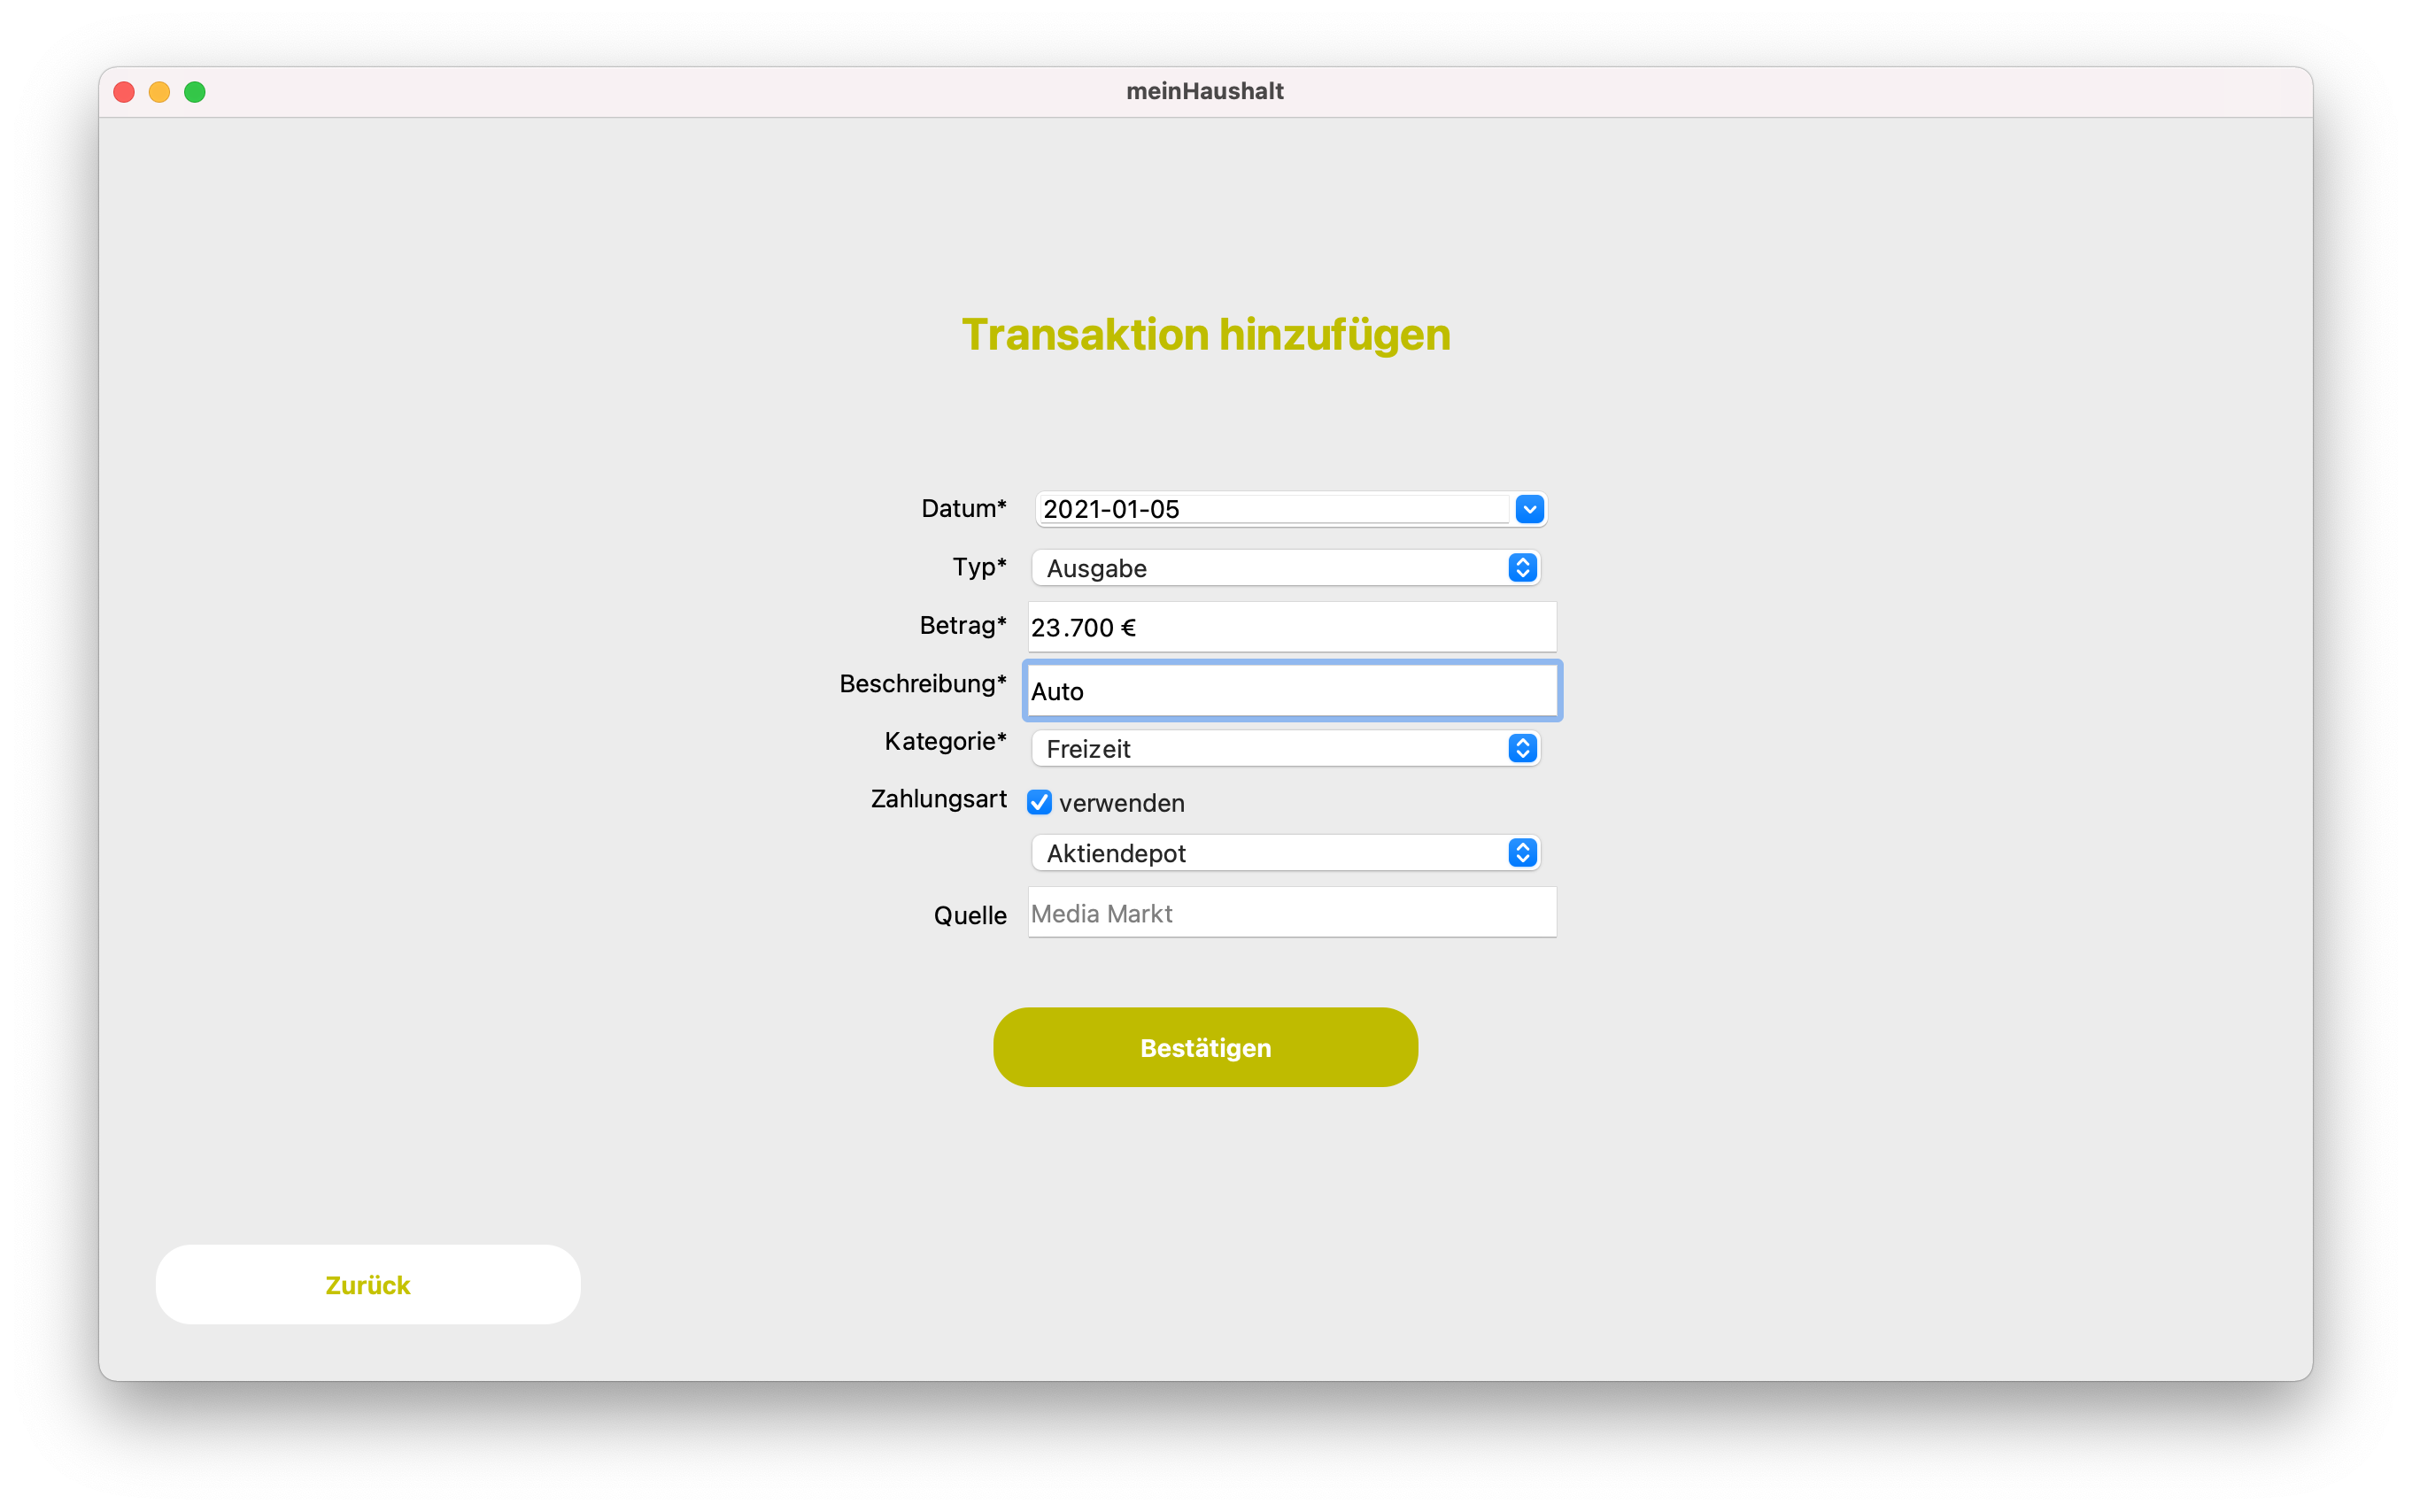 meinHaushalt
Transaktion hinzufügen
Datum* 2021-01-05
Typ* Ausgabe
Betrag* 23.700 €
Beschreibung* Auto
Kategorie* Freizeit
Zahlungsart verwenden
Aktiendepot
Quelle Media Markt
Bestätigen
Zurück